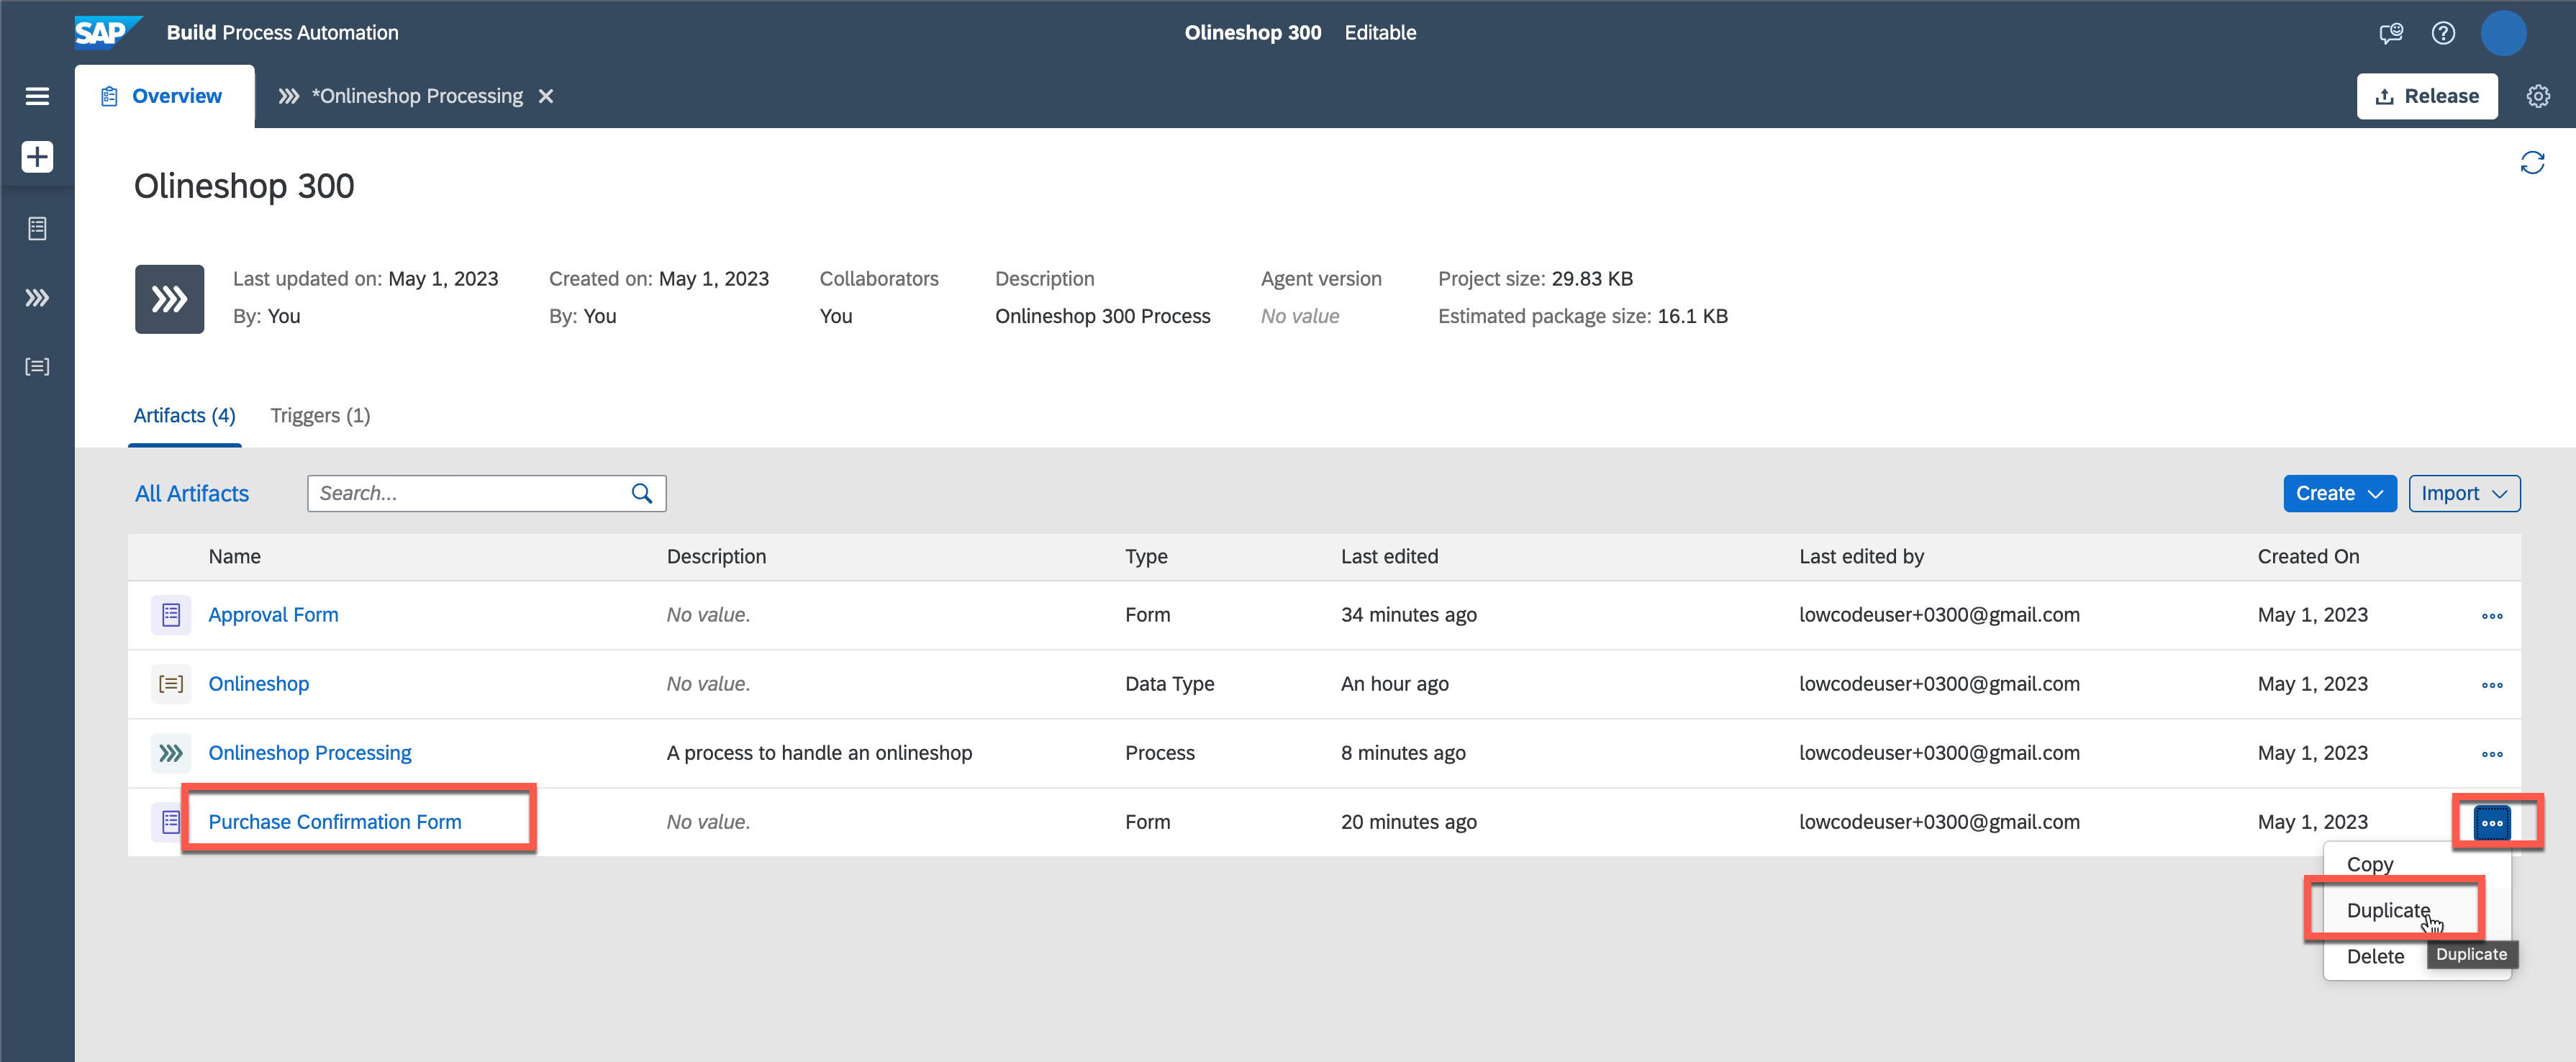 SAP Build Process Automation Olineshop 300 Editable
Overview *Onlineshop Processing Release
Olineshop 300
Last updated on: May 1, 2023 Created on: May 1, 2023 Collaborators Description Agent version Project size: 29.83 KB
By: You By: You You Onlineshop 300 Process No value Estimated package size: 16.1 KB
Artifacts (4) Triggers (1)
All Artifacts Search... Create Import
Name Description Type Last edited Last edited by Created On
Approval Form No value. Form 34 minutes ago lowcodeuser+0300@gmail.com May 1, 2023
Onlineshop No value. Data Type An hour ago lowcodeuser+0300@gmail.com May 1, 2023
Onlineshop Processing A process to handle an onlineshop Process 8 minutes ago lowcodeuser+0300@gmail.com May 1, 2023
Purchase Confirmation Form No value. Form 20 minutes ago lowcodeuser+0300@gmail.com May 1, 2023
Copy
Duplicate
Delete Duplicate